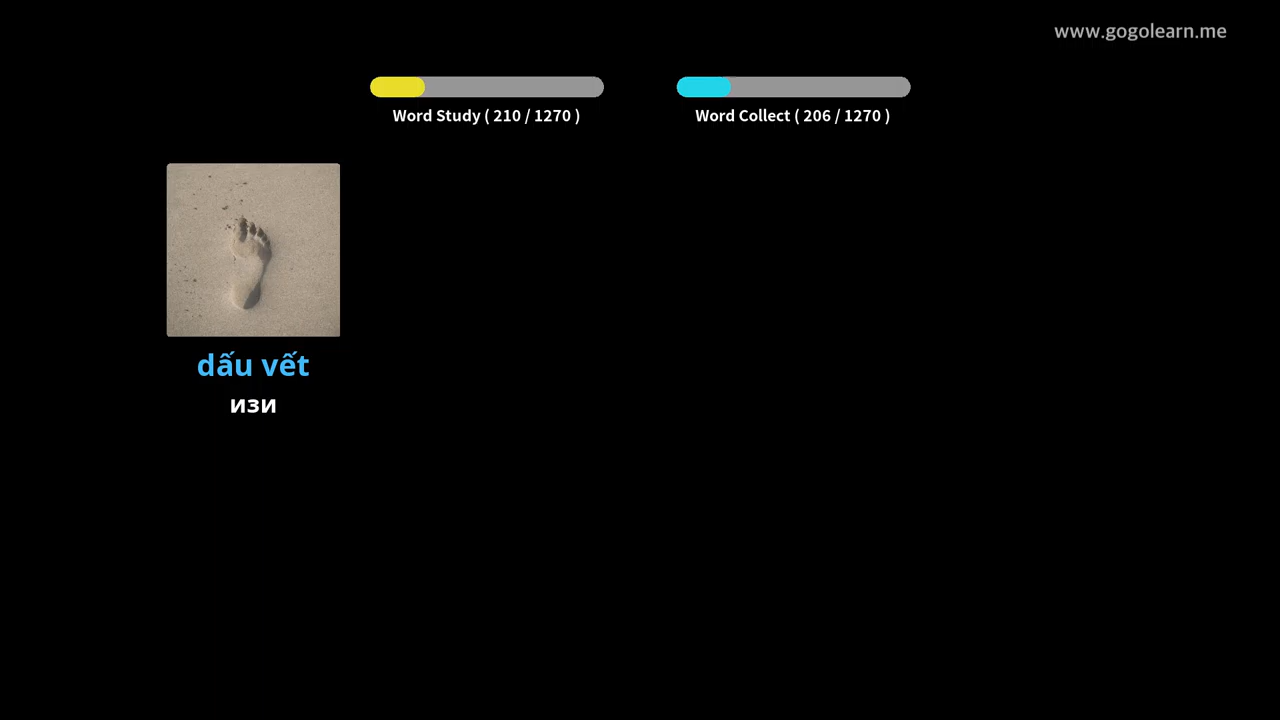 www.gogolearn.me
Word Study ( 210 / 1270 )
Word Collect ( 206 / 1270 )
dấu vết
изи